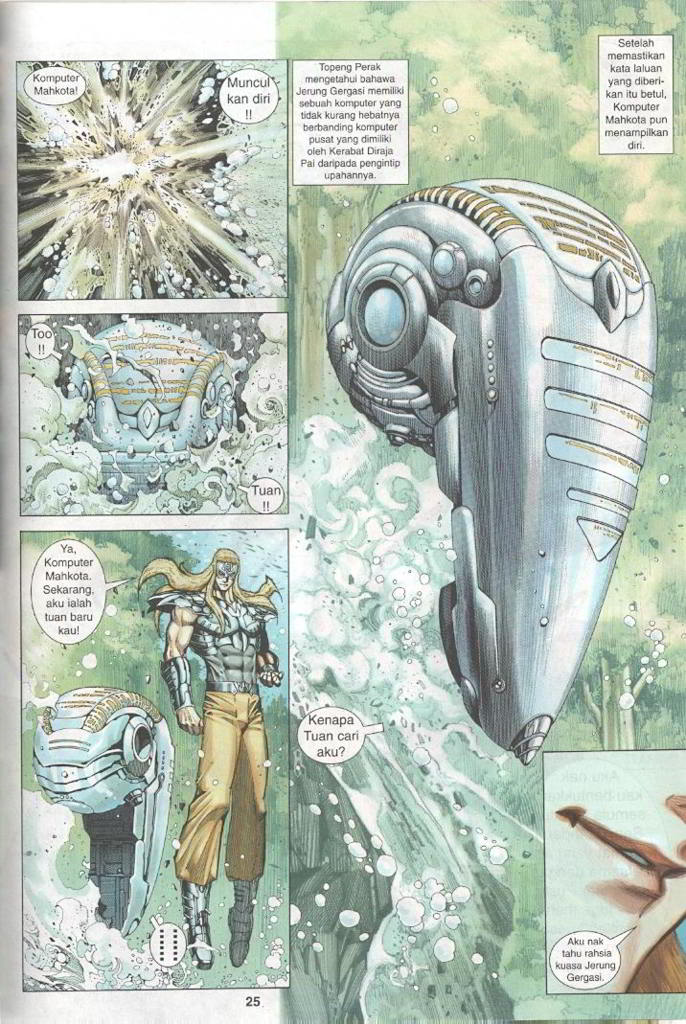 Komputer
Mahkota!
Muncul
kan diri
!!
Topeng Perak
mengetahui bahawa
Jerung Gergasi memiliki
sebuah komputer yang
tidak kurang hebatnya
berbanding komputer
pusat yang dimiliki
oleh Kerabat Diraja
Pai daripada pengintip
upahannya.
Setelah
memastikan
kata laluan
yang diberi-
kan itu betul,
Komputer
Mahkota pun
menampilkan
diri.
Too
!!
Tuan
!!
Ya,
Komputer
Mahkota.
Sekarang,
aku ialah
tuan baru
kau!
Kenapa
Tuan cari
aku?
Aku nak
tahu rahsia
kuasa Jerung
Gergasi.
25